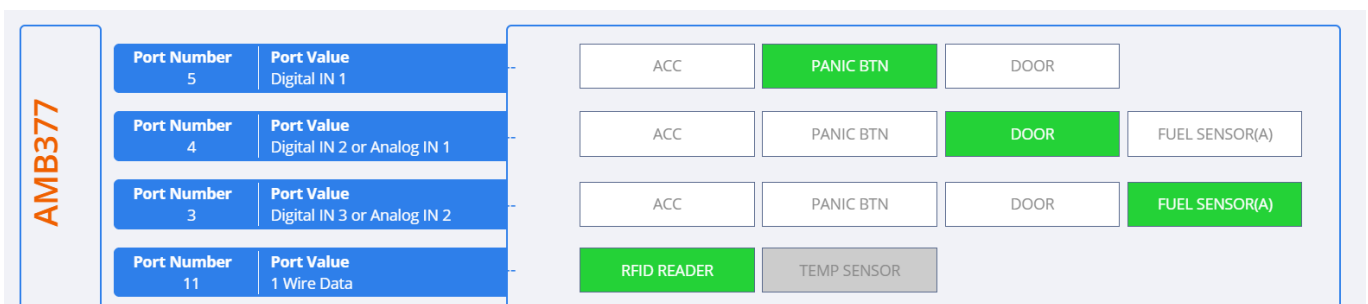 AMB377
Port Number Port Value
5 Digital IN 1
ACC PANIC BTN DOOR
Port Number Port Value
4 Digital IN 2 or Analog IN 1
ACC PANIC BTN DOOR FUEL SENSOR(A)
Port Number Port Value
3 Digital IN 3 or Analog IN 2
ACC PANIC BTN DOOR FUEL SENSOR(A)
Port Number Port Value
11 1 Wire Data
RFID READER TEMP SENSOR